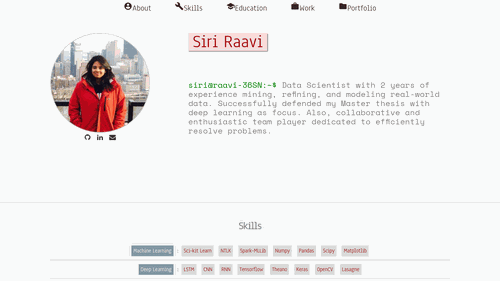 About Skills Education Work Portfolio
Siri Raavi
siri@raavi-36SN:~$ Data Scientist with 2 years of
experience mining, refining, and modeling real-world
data. Successfully defended my Master thesis with
deep learning as focus. Also, collaborative and
enthusiastic team player dedicated to efficiently
resolve problems.
Skills
Machine Learning : Sci-kit Learn NTLK Spark-MLlib Numpy Pandas Scipy Matplotlib
Deep Learning : LSTM CNN RNN Tensorflow Theano Keras OpenCV Lasagne